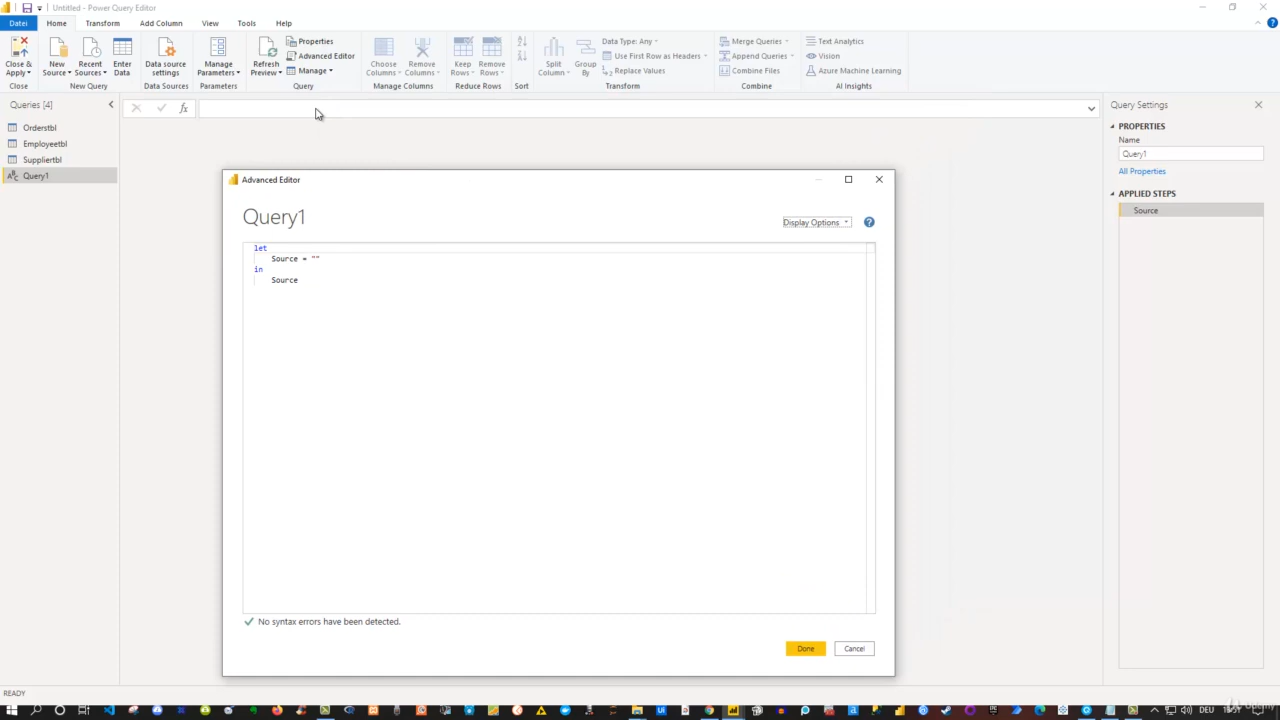 Untitled - Power Query Editor
Datei Home Transform Add Column View Tools Help
Close & Apply
New Source
Recent Sources
Enter Data
Data source settings
Manage Parameters
Refresh Preview
Properties
Advanced Editor
Manage
Choose Columns
Remove Columns
Keep Rows
Remove Rows
Split Column
Group By
Data Type: Any
Use First Row as Headers
Replace Values
Merge Queries
Append Queries
Combine Files
Text Analytics
Vision
Azure Machine Learning
Close
New Query
Data Sources
Parameters
Query
Manage Columns
Reduce Rows
Sort
Transform
Combine
AI Insights
Queries [4]
Orderstbl
Employeetbl
Suppliertbl
Query1
fx
Query Settings
PROPERTIES
Name
Query1
All Properties
APPLIED STEPS
Source
Advanced Editor
Query1
Display Options
let
Source = ""
in
Source
No syntax errors have been detected.
Done
Cancel
READY
DEU